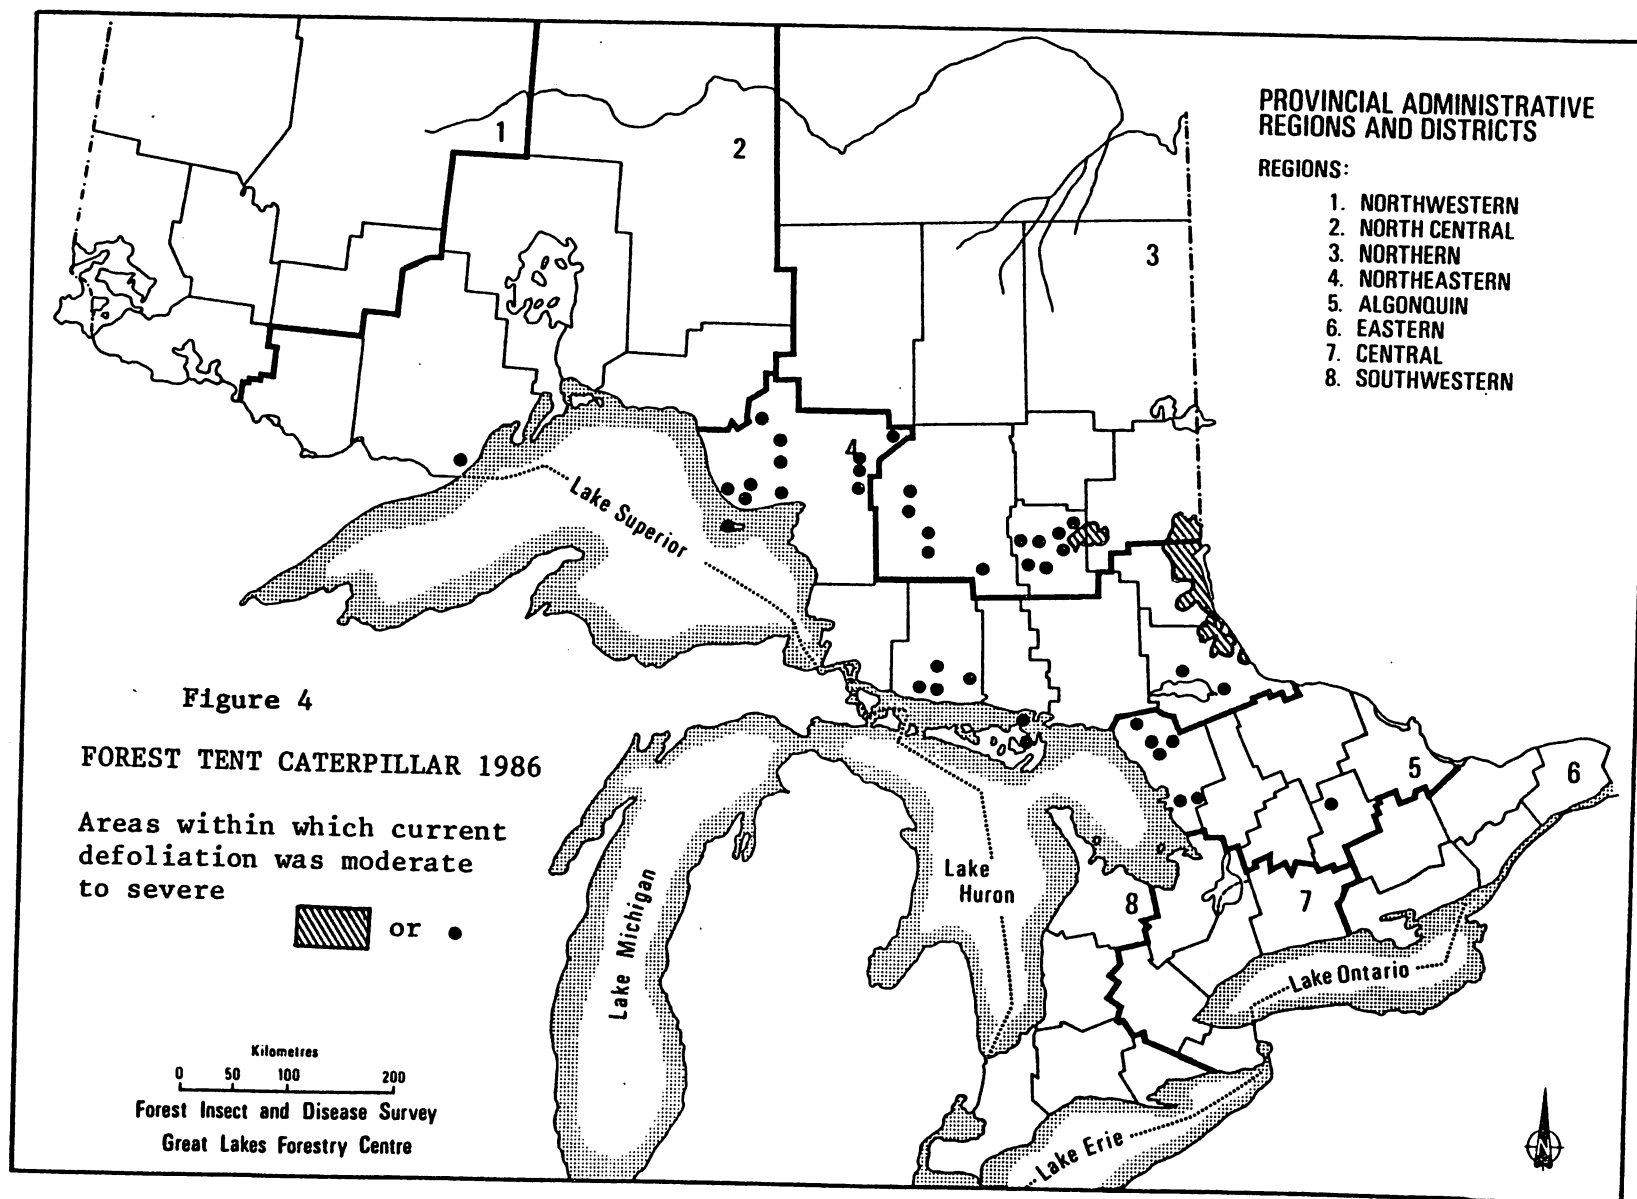 PROVINCIAL ADMINISTRATIVE
REGIONS AND DISTRICTS
REGIONS:
1. NORTHWESTERN
2. NORTH CENTRAL
3. NORTHERN
4. NORTHEASTERN
5. ALGONQUIN
6. EASTERN
7. CENTRAL
8. SOUTHWESTERN
1
2
3
4
Lake Superior
5
6
Lake
Huron
8
7
Lake Michigan
Lake Ontario
Lake Erie
Figure 4
FOREST TENT CATERPILLAR 1986
Areas within which current
defoliation was moderate
to severe
or
Kilometres
0 50 100 200
Forest Insect and Disease Survey
Great Lakes Forestry Centre
N